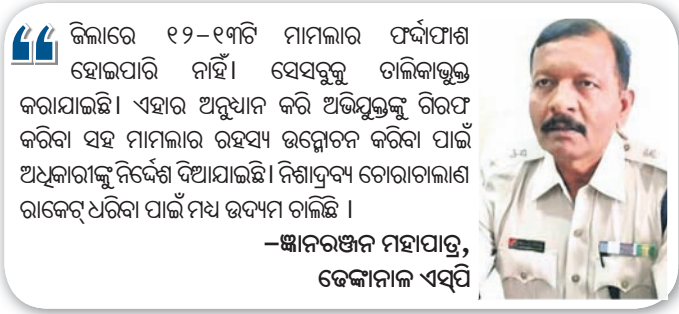 ଜିଲାରେ ୧୨–୧୩ଟି ମାମଲାର ଫର୍ଦ୍ଦାଫାଶ
ହୋଇପାରି ନାହିଁ। ସେସବୁକୁ ତାଲିକାଭୁକ୍ତ
କରାଯାଇଛି। ଏହାର ଅନୁଧ୍ୟାନ କରି ଅଭିଯୁକ୍ତଙ୍କୁ ଗିରଫ
କରିବା ସହ ମାମଲାର ରହସ୍ୟ ଉନ୍ମୋଚନ କରିବା ପାଇଁ
ଅଧିକାରୀଙ୍କୁ ନିର୍ଦ୍ଦେଶ ଦିଆଯାଇଛି। ନିଶାଦ୍ରବ୍ୟ ଚୋରାଚାଲାଣ
ରାକେଟ୍ ଧରିବା ପାଇଁ ମଧ୍ୟ ଉଦ୍ୟମ ଚାଲିଛି ।
–ଜ୍ଞାନରଞ୍ଜନ ମହାପାତ୍ର,
ଢେଙ୍କାନାଳ ଏସ୍‌ପି